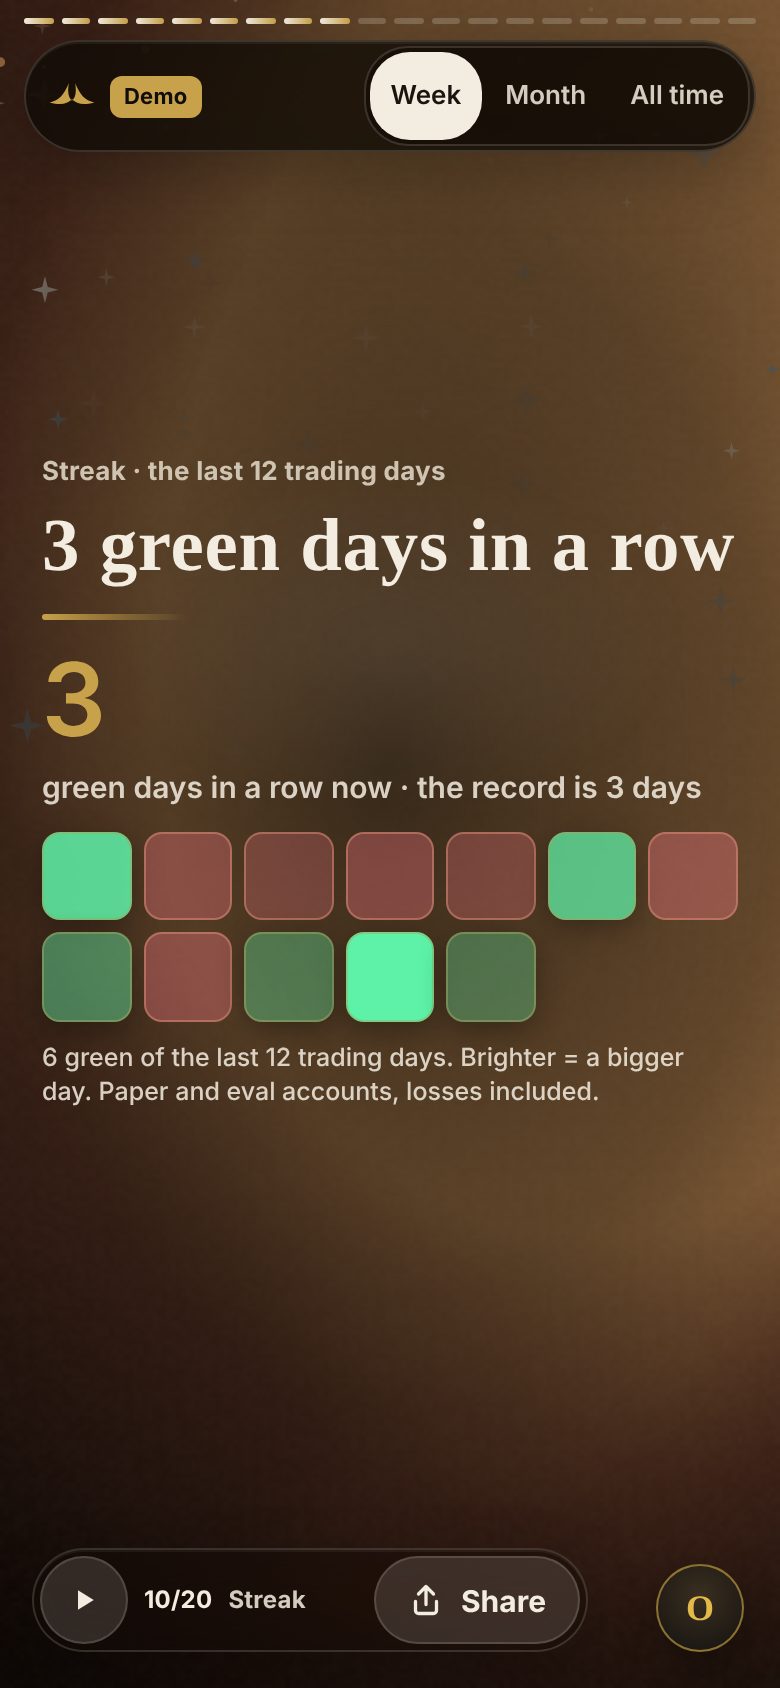 Demo
Week Month All time
Streak · the last 12 trading days
3 green days in a row
3
green days in a row now · the record is 3 days
6 green of the last 12 trading days. Brighter = a bigger
day. Paper and eval accounts, losses included.
10/20 Streak Share
O